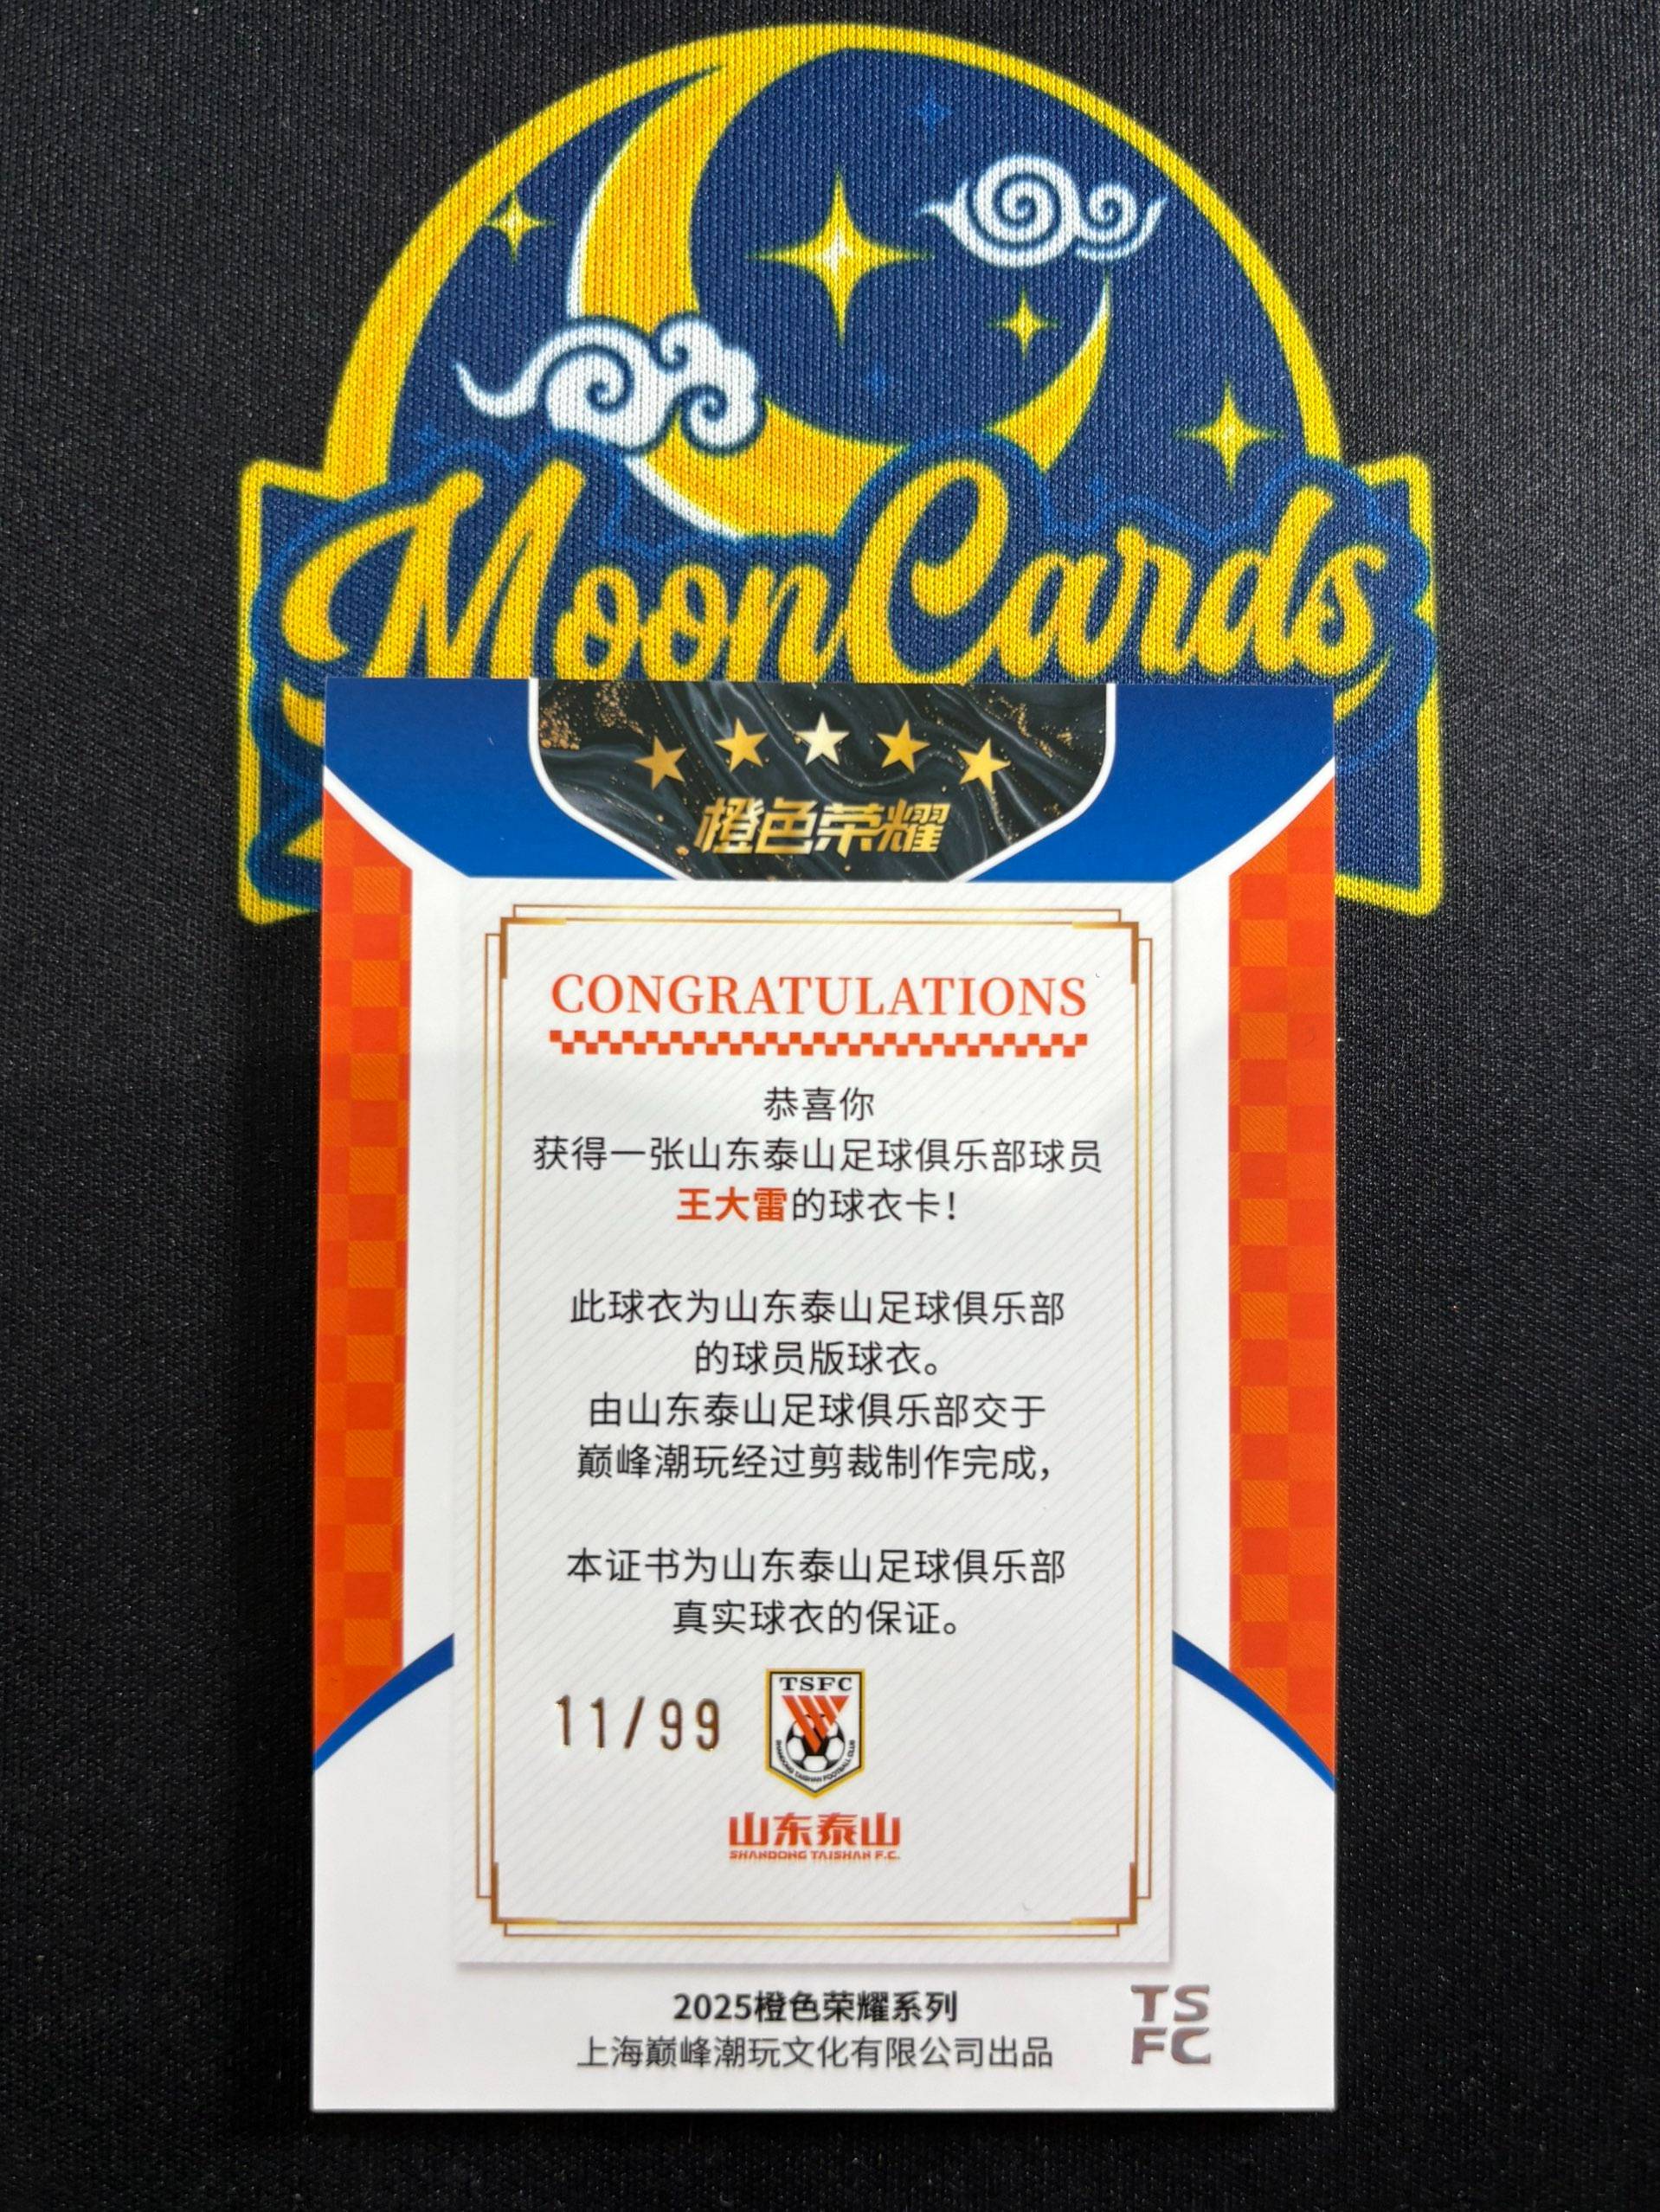 MoonCards
橙色荣耀
CONGRATULATIONS
恭喜你
获得一张山东泰山足球俱乐部球员
王大雷的球衣卡!
此球衣为山东泰山足球俱乐部
的球员版球衣。
由山东泰山足球俱乐部交于
巅峰潮玩经过剪裁制作完成,
本证书为山东泰山足球俱乐部
真实球衣的保证。
11/99
TSFC
SHANDONG TAISHAN FOOTBALL CLUB
山东泰山
SHANDONG TAISHAN F.C.
2025橙色荣耀系列
上海巅峰潮玩文化有限公司出品
TS
FC